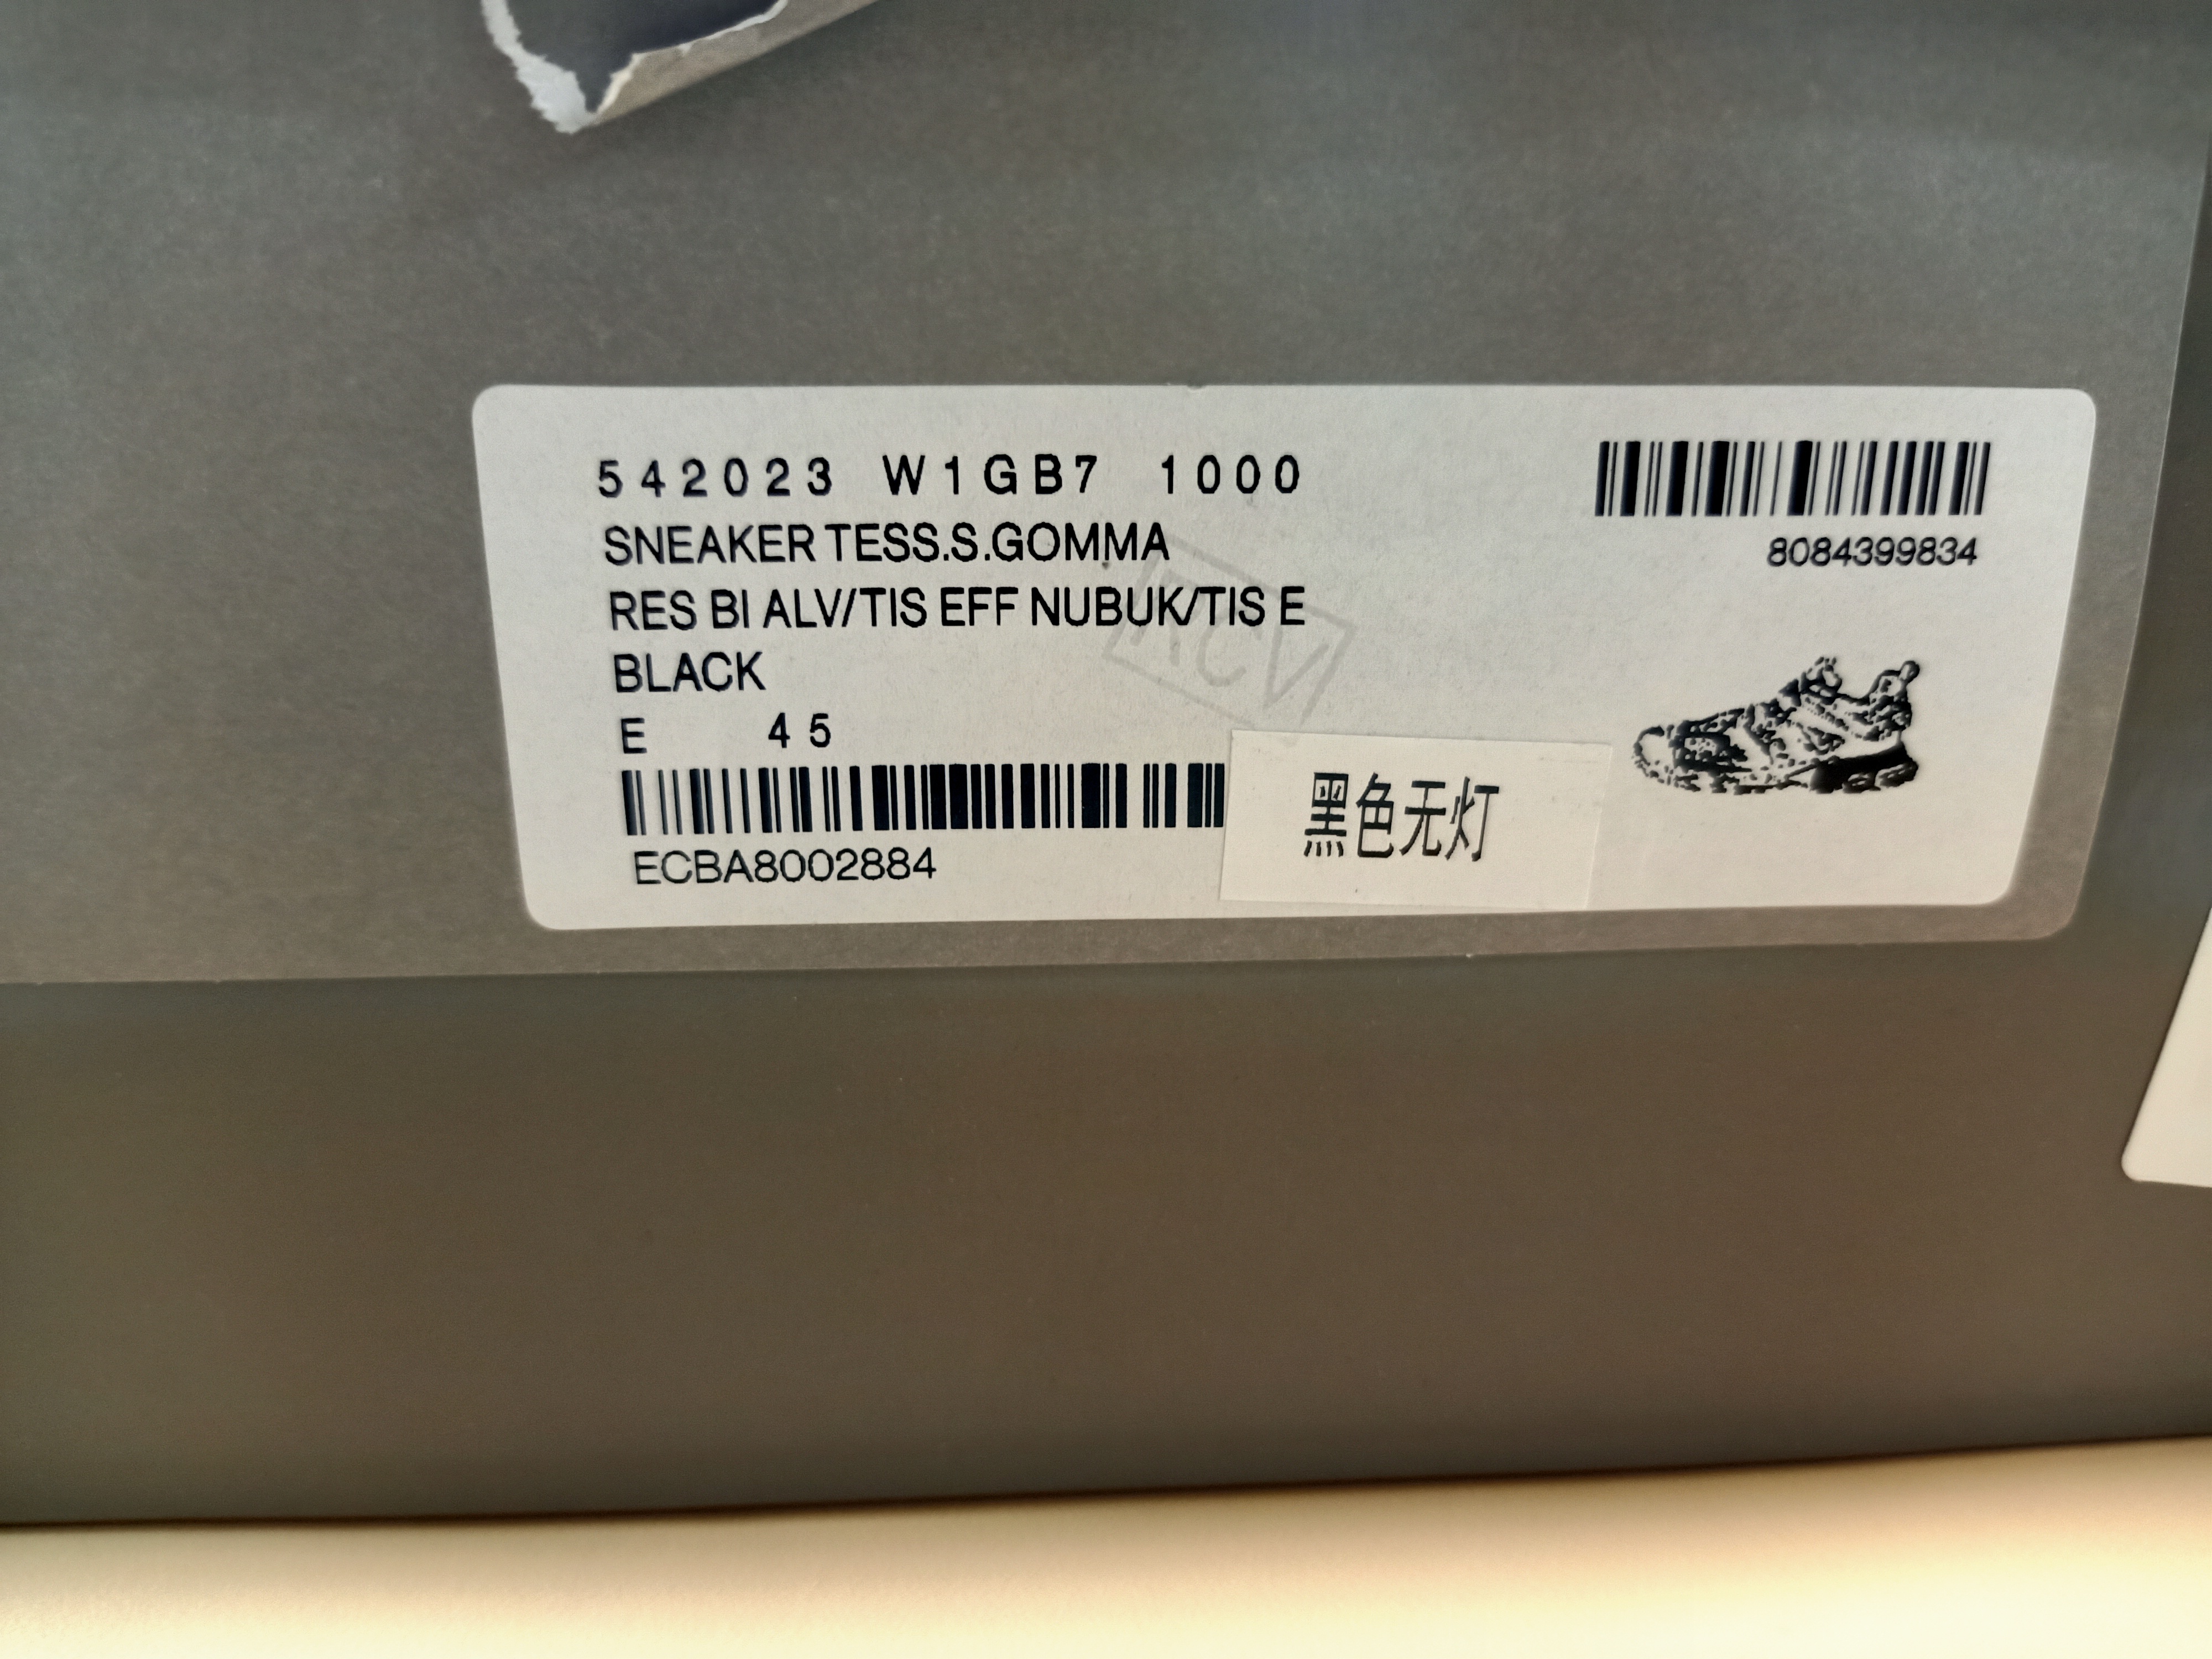 542023 W1GB7 1000
SNEAKER TESS.S.GOMMA
RES BI ALV/TIS EFF NUBUK/TIS E
BLACK
E 45
ECBA8002884
8084399834
黑色无灯
KCV